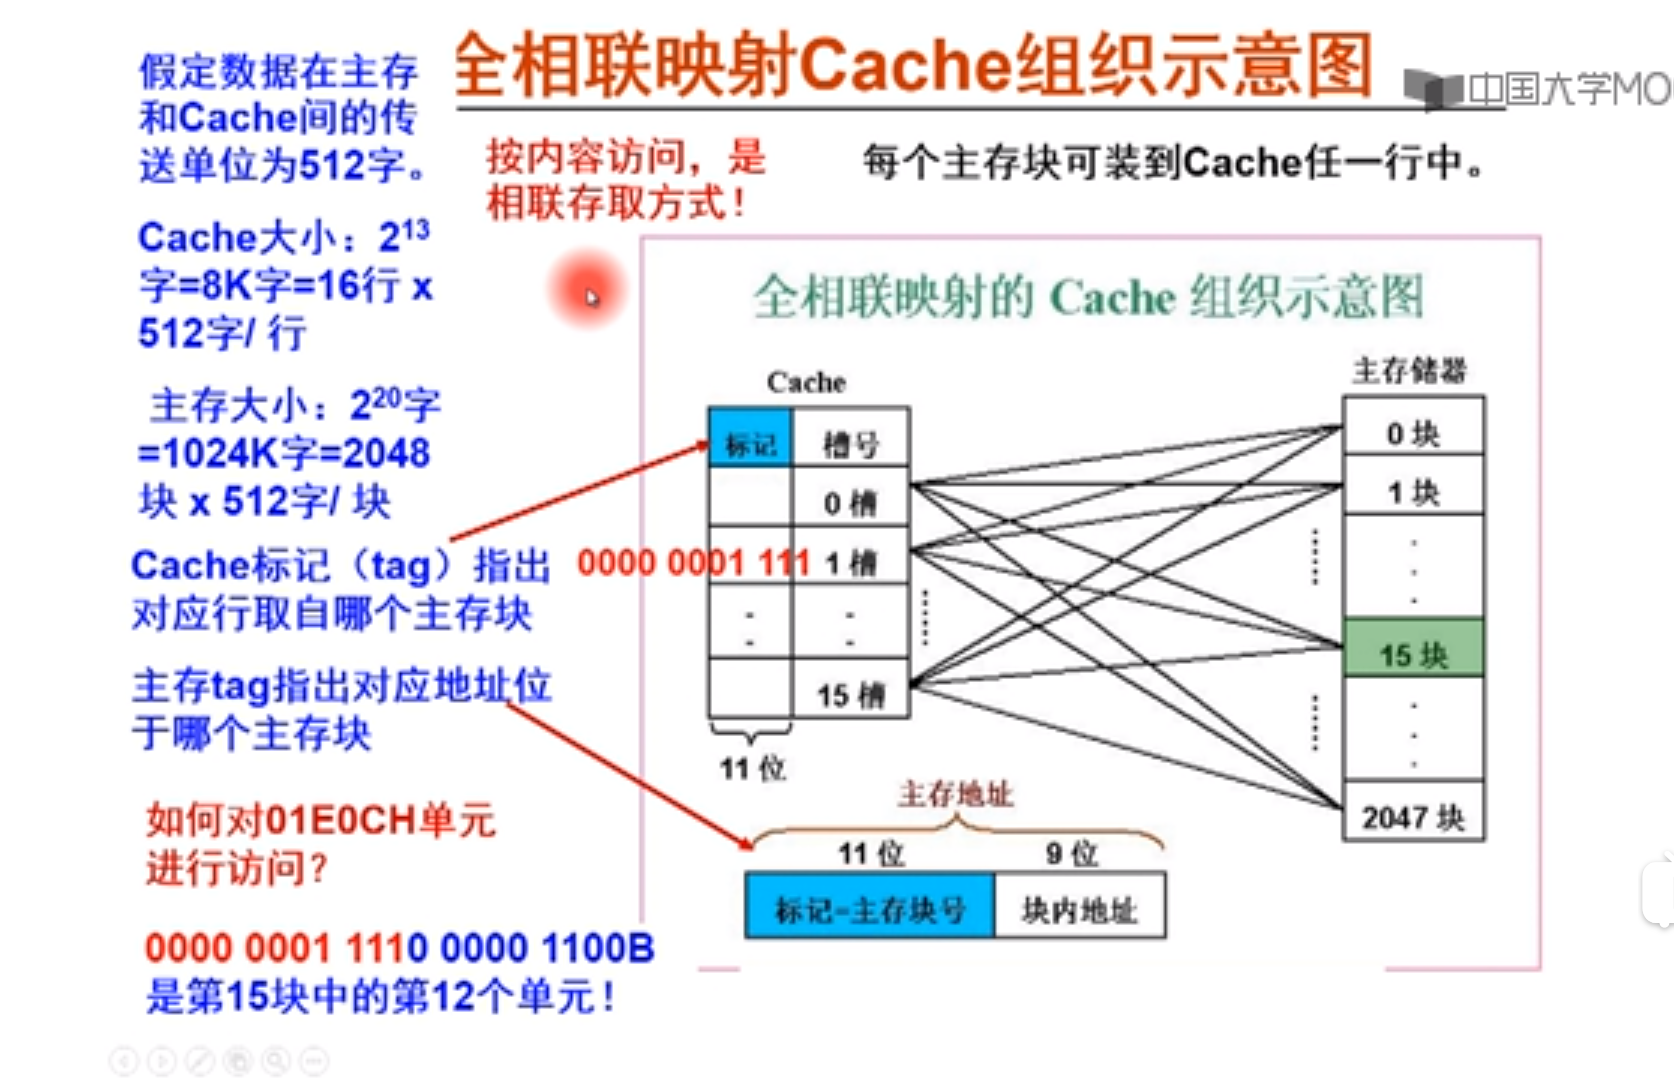 全相联映射Cache组织示意图
中国大学MO
假定数据在主存
和Cache间的传
送单位为512字。
按内容访问，是
相联存取方式！
每个主存块可装到Cache任一行中。
Cache大小：2¹³
字=8K字=16行 x
512字/ 行
主存大小：2²⁰字
=1024K字=2048
块 x 512字/ 块
Cache标记（tag）指出
对应行取自哪个主存块
主存tag指出对应地址位
于哪个主存块
如何对01E0CH单元
进行访问？
0000 0001 1110 0000 1100B
是第15块中的第12个单元！
全相联映射的 Cache 组织示意图
Cache
标记 槽号
0 槽
0000 0001 111 1 槽
15 槽
11 位
主存储器
0 块
1 块
15 块
2047 块
主存地址
11 位 9 位
标记=主存块号 块内地址